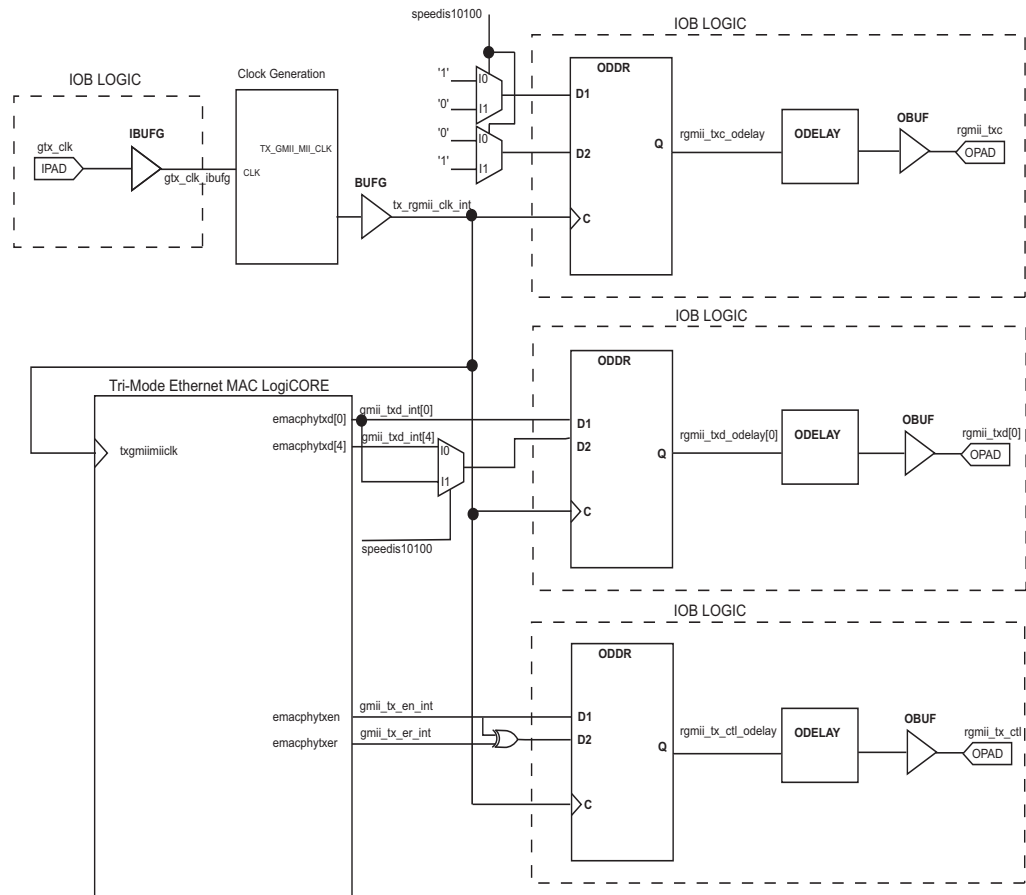 speedis10100
IOB LOGIC
IOB LOGIC
gtx_clk
IPAD
IBUFG
gtx_clk_ibufg
Clock Generation
TX_GMII_MII_CLK
CLK
BUFG
tx_rgmii_clk_int
'1'
I0
'0'
I1
'0'
I0
'1'
I1
ODDR
D1
D2
Q
C
rgmii_txc_odelay
ODELAY
OBUF
rgmii_txc
OPAD
IOB LOGIC
Tri-Mode Ethernet MAC LogiCORE
txgmiimiiclk
emacphytxd[0]
gmii_txd_int[0]
emacphytxd[4]
gmii_txd_int[4]
I0
I1
speedis10100
ODDR
D1
D2
Q
C
rgmii_txd_odelay[0]
ODELAY
OBUF
rgmii_txd[0]
OPAD
IOB LOGIC
emacphytxen
gmii_tx_en_int
emacphytxer
gmii_tx_er_int
ODDR
D1
D2
Q
C
rgmii_tx_ctl_odelay
ODELAY
OBUF
rgmii_tx_ctl
OPAD